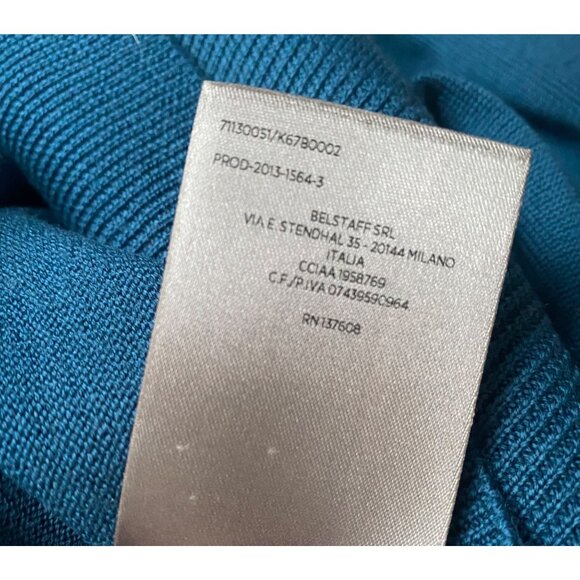 71130051/K67B0002
PROD-2013-1564-3
BELSTAFF SRL
VIA E. STENDHAL 35 - 20144 MILANO
ITALIA
CCIAA 1958769
C.F./P.IVA 07439590964
RN 137608